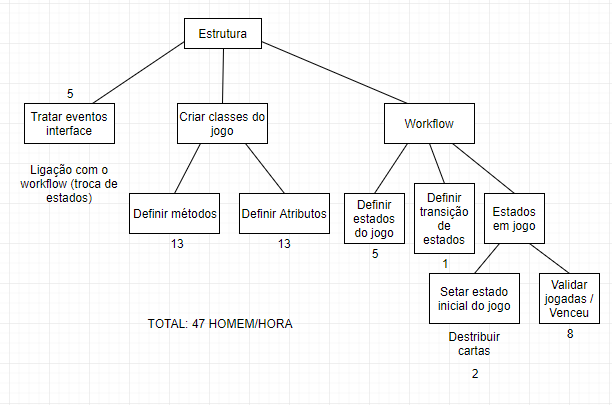 Estrutura
5
Tratar eventos
interface
Ligação com o
workflow (troca de
estados)
Criar classes do
jogo
Definir métodos
13
Definir Atributos
13
Workflow
Definir
estados
do jogo
5
Definir
transição
de
estados
1
Estados
em jogo
Setar estado
inicial do jogo
Destribuir
cartas
2
Validar
jogadas /
Venceu
8
TOTAL: 47 HOMEM/HORA